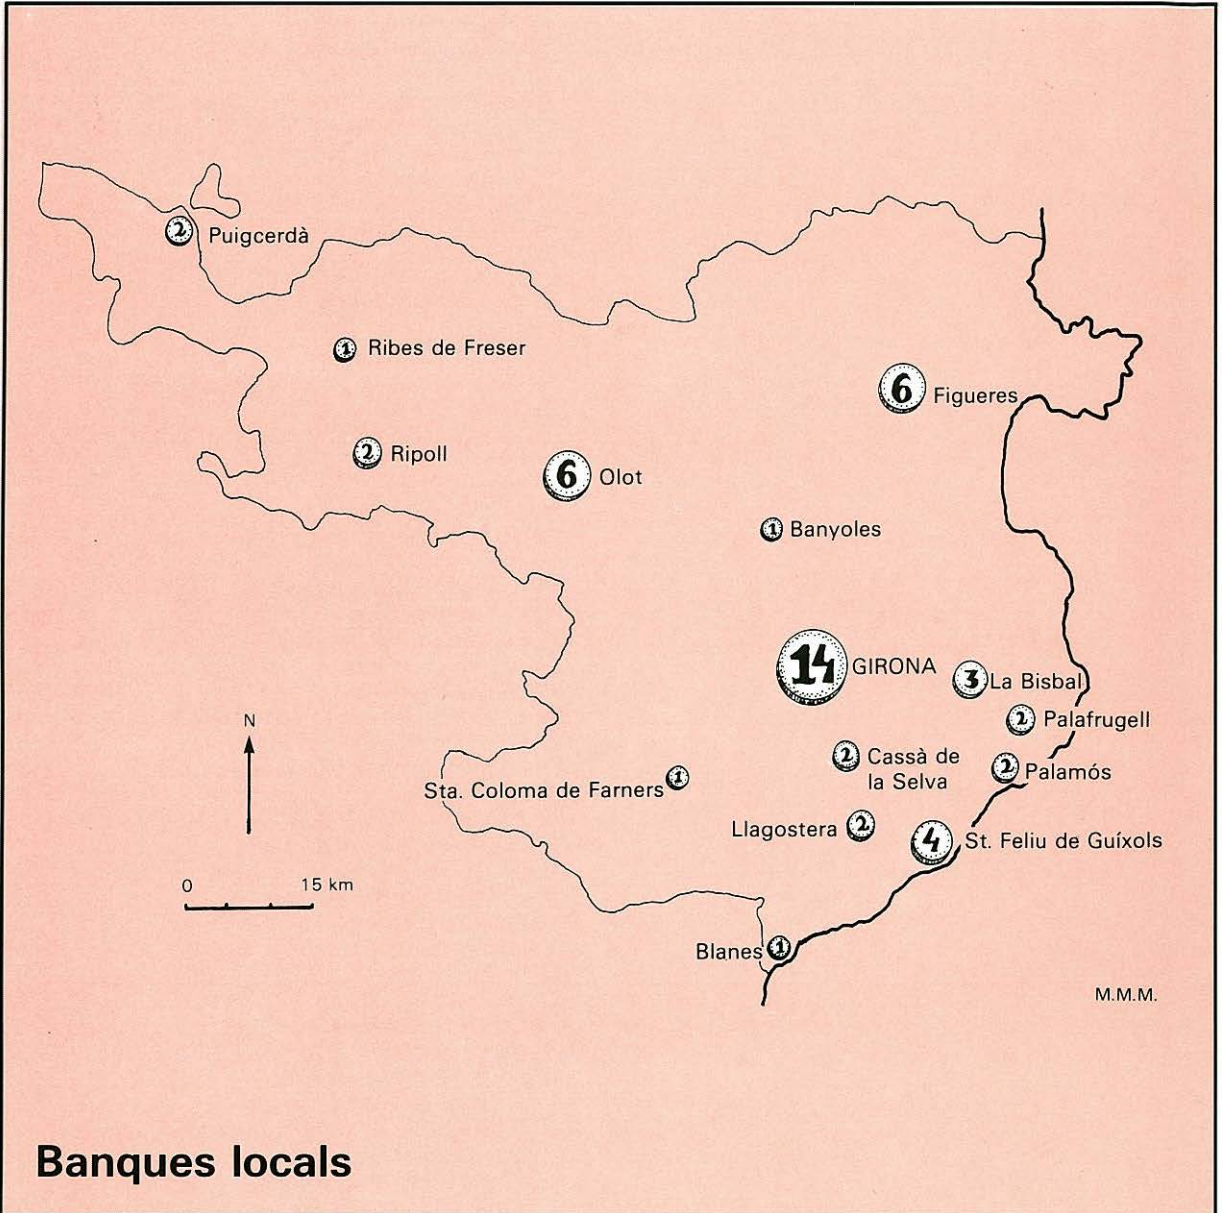 2 Puigcerdà
1 Ribes de Freser
6 Figueres
2 Ripoll
6 Olot
1 Banyoles
14 GIRONA
3 La Bisbal
2 Palafrugell
2 Cassà de
la Selva
2 Palamós
Sta. Coloma de Farners 1
Llagostera 2
4 St. Feliu de Guíxols
Blanes 1
N
0 15 km
M.M.M.
Banques locals